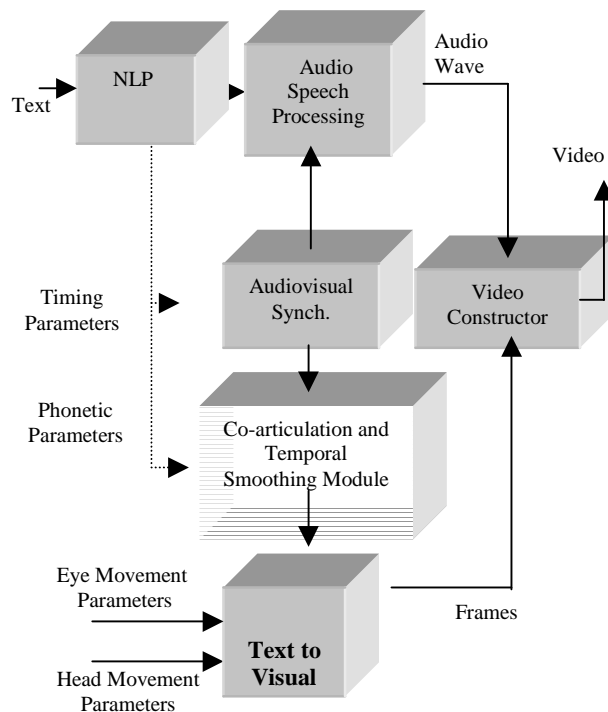 Text
NLP
Audio
Speech
Processing
Audio
Wave
Video
Timing
Parameters
Audiovisual
Synch.
Video
Constructor
Phonetic
Parameters
Co-articulation and
Temporal
Smoothing Module
Eye Movement
Parameters
Head Movement
Parameters
Text to
Visual
Frames